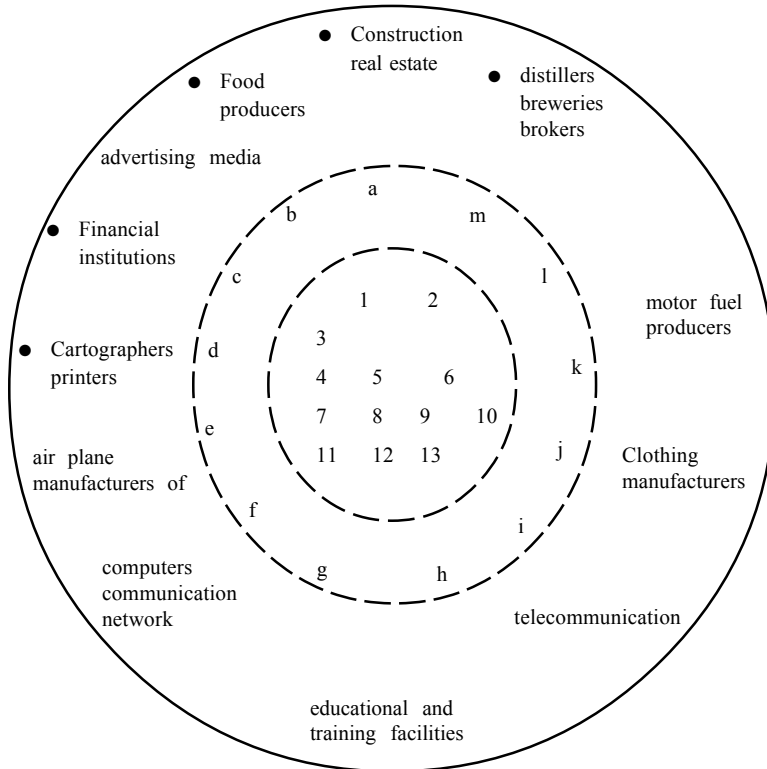 Construction
real estate
Food
producers
distillers
breweries
brokers
advertising media
a
b
m
Financial
institutions
c
l
1 2
motor fuel
producers
3
Cartographers
printers
d
k
4 5 6
7 8 9 10
e
11 12 13
j
air plane
manufacturers of
Clothing
manufacturers
f
i
computers
communication
network
g
h
telecommunication
educational and
training facilities